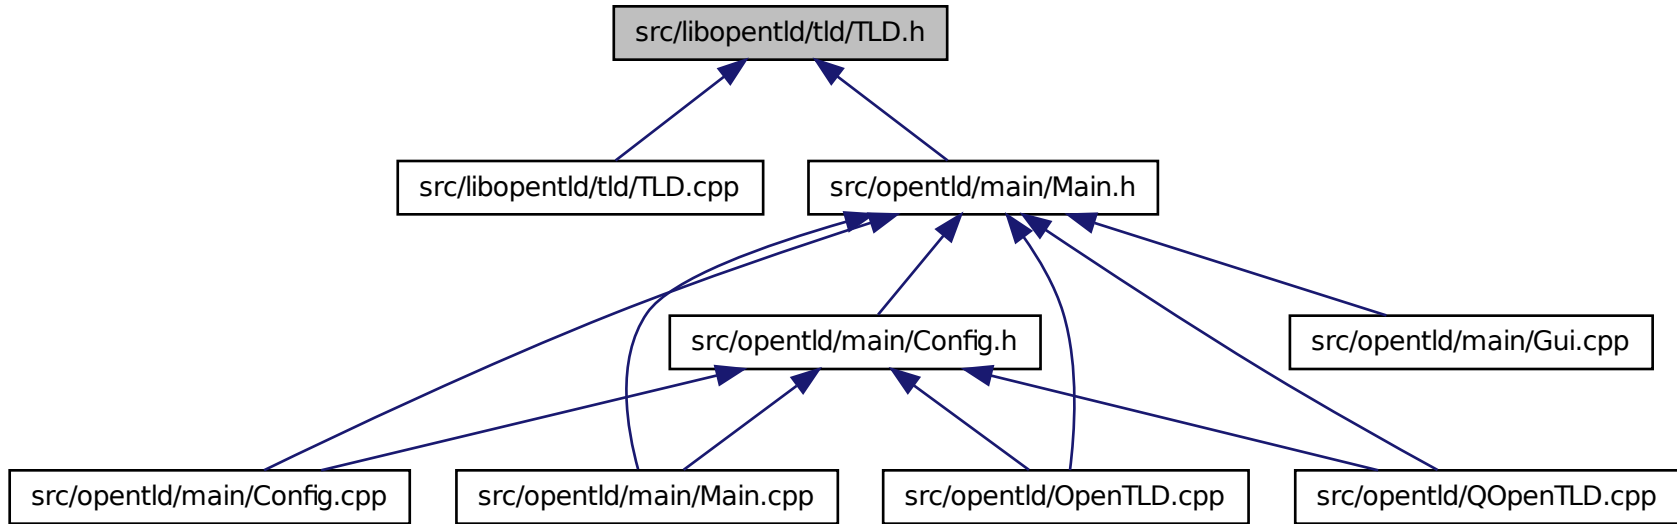 src/libopentld/tld/TLD.h
src/libopentld/tld/TLD.cpp
src/opentld/main/Main.h
src/opentld/main/Config.h
src/opentld/main/Gui.cpp
src/opentld/main/Config.cpp
src/opentld/main/Main.cpp
src/opentld/OpenTLD.cpp
src/opentld/QOpenTLD.cpp